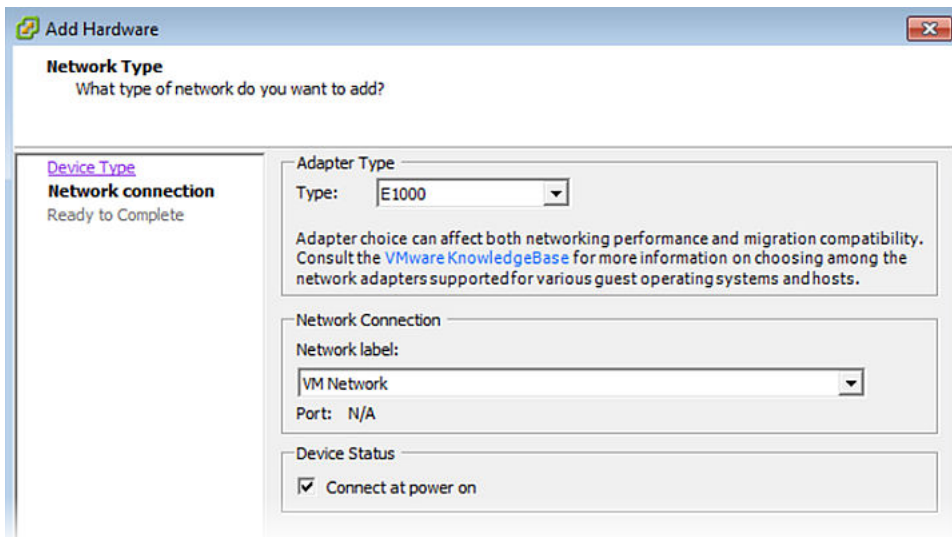 Add Hardware
Network Type
What type of network do you want to add?
Device Type
Network connection
Ready to Complete
Adapter Type
Type: E1000
Adapter choice can affect both networking performance and migration compatibility.
Consult the VMware KnowledgeBase for more information on choosing among the
network adapters supported for various guest operating systems and hosts.
Network Connection
Network label:
VM Network
Port: N/A
Device Status
Connect at power on